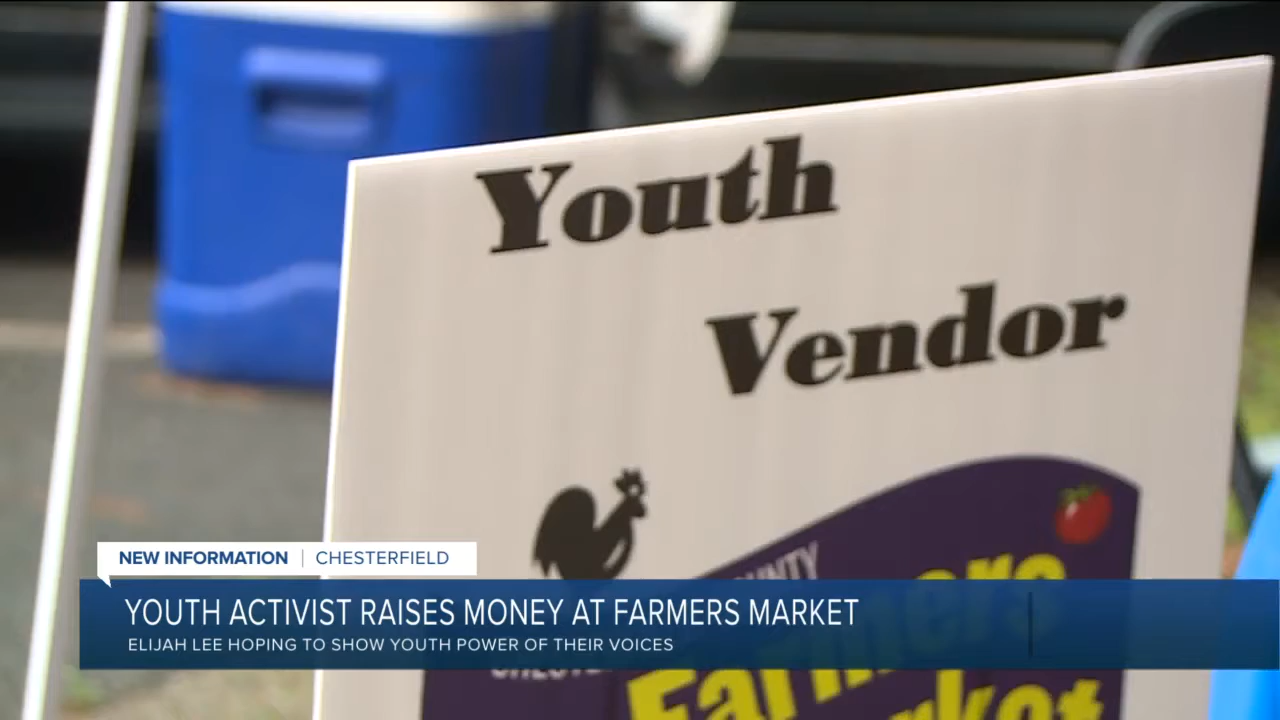 Youth
Vendor
Farmers
NEW INFORMATION | CHESTERFIELD
YOUTH ACTIVIST RAISES MONEY AT FARMERS MARKET
ELIJAH LEE HOPING TO SHOW YOUTH POWER OF THEIR VOICES